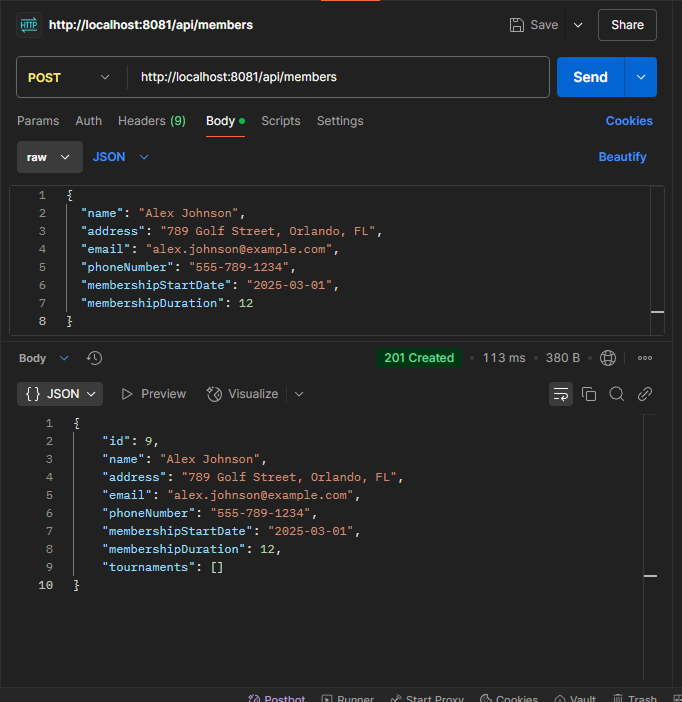 HTTP http://localhost:8081/api/members Save Share
POST http://localhost:8081/api/members Send
Params Auth Headers (9) Body Scripts Settings Cookies
raw JSON Beautify
1 {
2 "name": "Alex Johnson",
3 "address": "789 Golf Street, Orlando, FL",
4 "email": "alex.johnson@example.com",
5 "phoneNumber": "555-789-1234",
6 "membershipStartDate": "2025-03-01",
7 "membershipDuration": 12
8 }
Body 201 Created 113 ms 380 B
{} JSON Preview Visualize
1 {
2 "id": 9,
3 "name": "Alex Johnson",
4 "address": "789 Golf Street, Orlando, FL",
5 "email": "alex.johnson@example.com",
6 "phoneNumber": "555-789-1234",
7 "membershipStartDate": "2025-03-01",
8 "membershipDuration": 12,
9 "tournaments": []
10 }
Postbot Runner Start Proxy Cookies Vault Trash